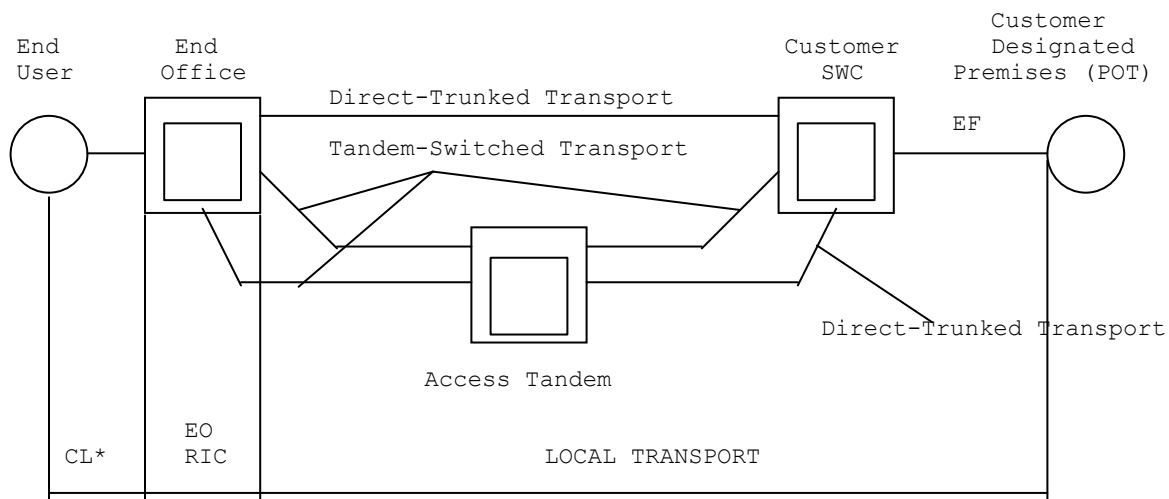 End
User
End
Office
Customer
SWC
Customer
Designated
Premises (POT)
Direct-Trunked Transport
EF
Tandem-Switched Transport
Direct-Trunked Transport
Access Tandem
CL*
EO
RIC
LOCAL TRANSPORT